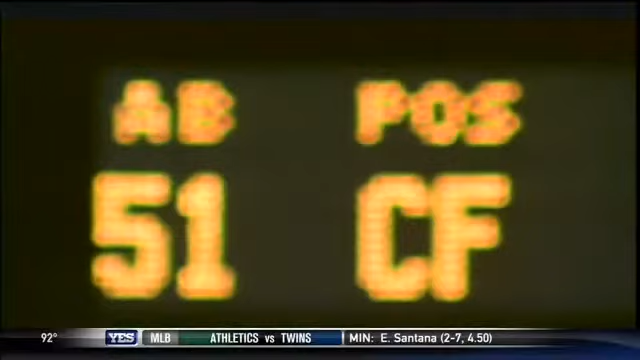 AB POS
51 CF
92° YES MLB ATHLETICS vs TWINS MIN: E. Santana (2-7, 4.50)